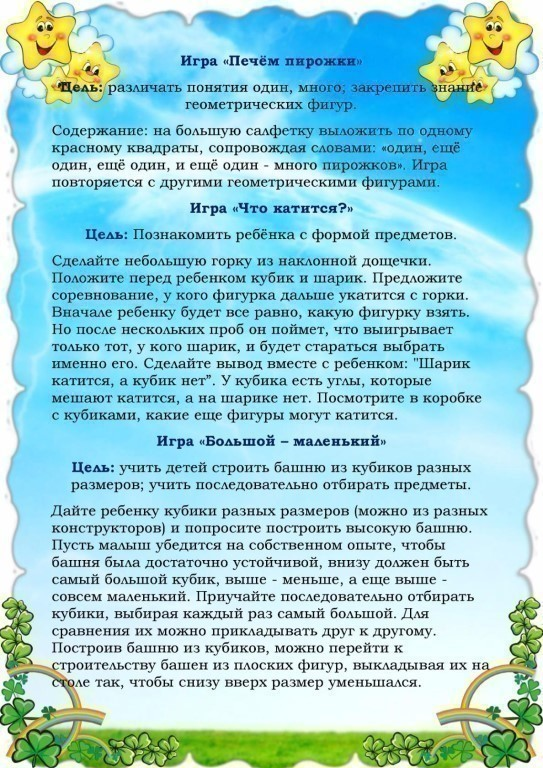 Игра «Печём пирожки»
Цель: различать понятия один, много; закрепить знание
геометрических фигур.
Содержание: на большую салфетку выложить по одному
красному квадраты, сопровождая словами: «один, ещё
один, ещё один, и ещё один - много пирожков». Игра
повторяется с другими геометрическими фигурами.
Игра «Что катится?»
Цель: Познакомить ребёнка с формой предметов.
Сделайте небольшую горку из наклонной дощечки.
Положите перед ребенком кубик и шарик. Предложите
соревнование, у кого фигурка дальше укатится с горки.
Вначале ребенку будет все равно, какую фигурку взять.
Но после нескольких проб он поймет, что выигрывает
только тот, у кого шарик, и будет стараться выбрать
именно его. Сделайте вывод вместе с ребенком: "Шарик
катится, а кубик нет”. У кубика есть углы, которые
мешают катится, а на шарике нет. Посмотрите в коробке
с кубиками, какие еще фигуры могут катится.
Игра «Большой – маленький»
Цель: учить детей строить башню из кубиков разных
размеров; учить последовательно отбирать предметы.
Дайте ребенку кубики разных размеров (можно из разных
конструкторов) и попросите построить высокую башню.
Пусть малыш убедится на собственном опыте, чтобы
башня была достаточно устойчивой, внизу должен быть
самый большой кубик, выше - меньше, а еще выше -
совсем маленький. Приучайте последовательно отбирать
кубики, выбирая каждый раз самый большой. Для
сравнения их можно прикладывать друг к другому.
Построив башню из кубиков, можно перейти к
строительству башен из плоских фигур, выкладывая их на
столе так, чтобы снизу вверх размер уменьшался.